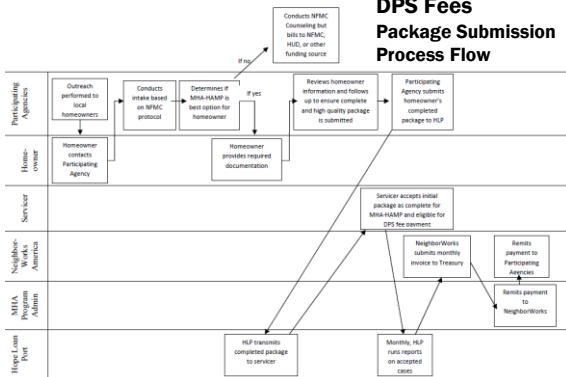 DPS Fees
Package Submission
Process Flow
Conducts NFMC
Counseling but
bills to NFMC,
HUD, or other
funding source
If no
Participating
Agencies
Outreach
performed to
local
homeowners
Conducts
intake based
on NFMC
protocol
Determines if
MHA-HAMP is
best option for
homeowner
If yes
Reviews homeowner
information and follows
up to ensure complete
and high quality package
is submitted
Participating
Agency submits
homeowner's
completed
package to HLP
Home-
owner
Homeowner
contacts
Participating
Agency
Homeowner
provides required
documentation
Servicer
Servicer accepts initial
package as complete for
MHA-HAMP and eligible for
DPS fee payment
Neighbor-
Works
America
NeighborWorks
submits monthly
invoice to Treasury
Remits
payment to
Participating
Agencies
MHA
Program
Admin
Remits payment
to
NeighborWorks
Hope Loan
Port
HLP transmits
completed package
to servicer
Monthly, HLP
runs reports
on accepted
cases